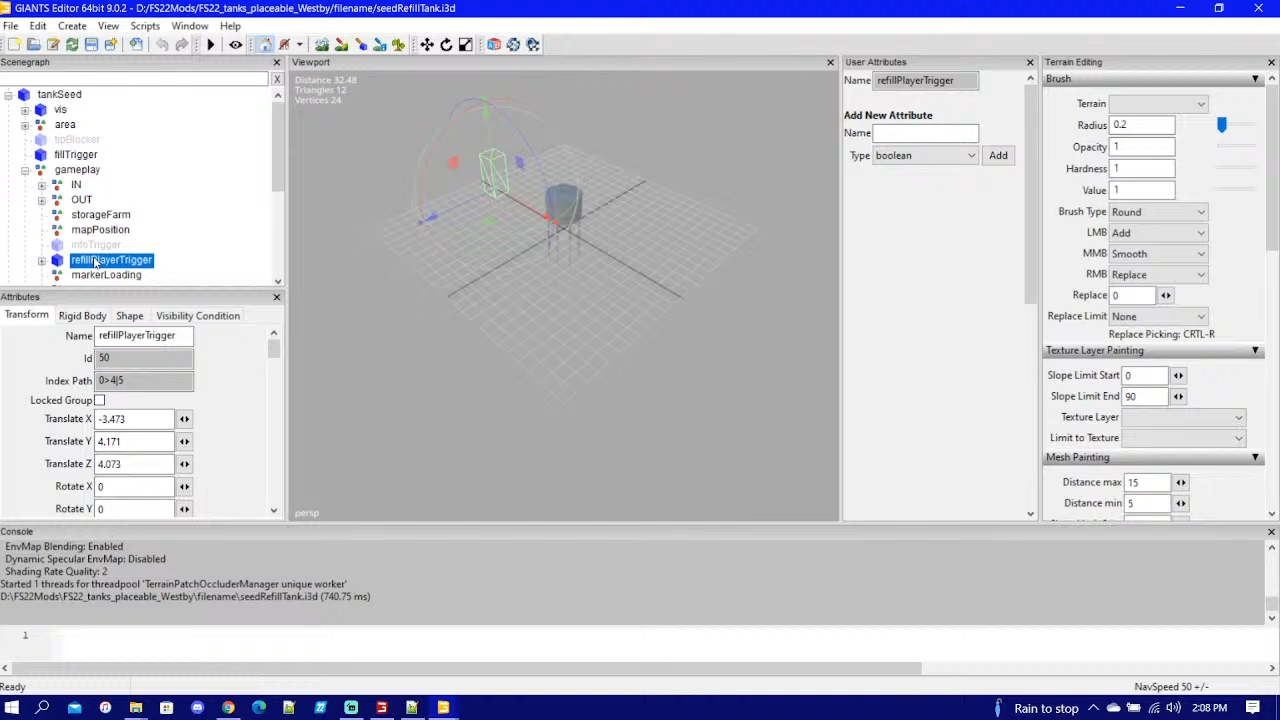 GIANTS Editor 64bit 9.0.2 - D:/FS22Mods/FS22_tanks_placeable_Westby/filename/seedRefillTank.i3d
File Edit Create View Scripts Window Help
Scenegraph
X
tankSeed
vis
area
tipBlocker
fillTrigger
gameplay
IN
OUT
storageFarm
mapPosition
infoTrigger
refillPlayerTrigger
markerLoading
Attributes
Transform Rigid Body Shape Visibility Condition
Name refillPlayerTrigger
Id 50
Index Path 0>4|5
Locked Group
Translate X -3.473
Translate Y 4.171
Translate Z 4.073
Rotate X 0
Rotate Y 0
Viewport
Distance 32.48
Triangles 12
Vertices 24
persp
User Attributes
Name refillPlayerTrigger
Add New Attribute
Name
Type boolean Add
Terrain Editing
Brush
Terrain
Radius 0.2
Opacity 1
Hardness 1
Value 1
Brush Type Round
LMB Add
MMB Smooth
RMB Replace
Replace 0
Replace Limit None
Replace Picking: CRTL-R
Texture Layer Painting
Slope Limit Start 0
Slope Limit End 90
Texture Layer
Limit to Texture
Mesh Painting
Distance max 15
Distance min 5
Console
EnvMap Blending: Enabled
Dynamic Specular EnvMap: Disabled
Shading Rate Quality: 2
Started 1 threads for threadpool 'TerrainPatchOccluderManager unique worker'
D:\FS22Mods\FS22_tanks_placeable_Westby\filename\seedRefillTank.i3d (740.75 ms)
1
Ready NavSpeed 50 +/-
Rain to stop 2:08 PM